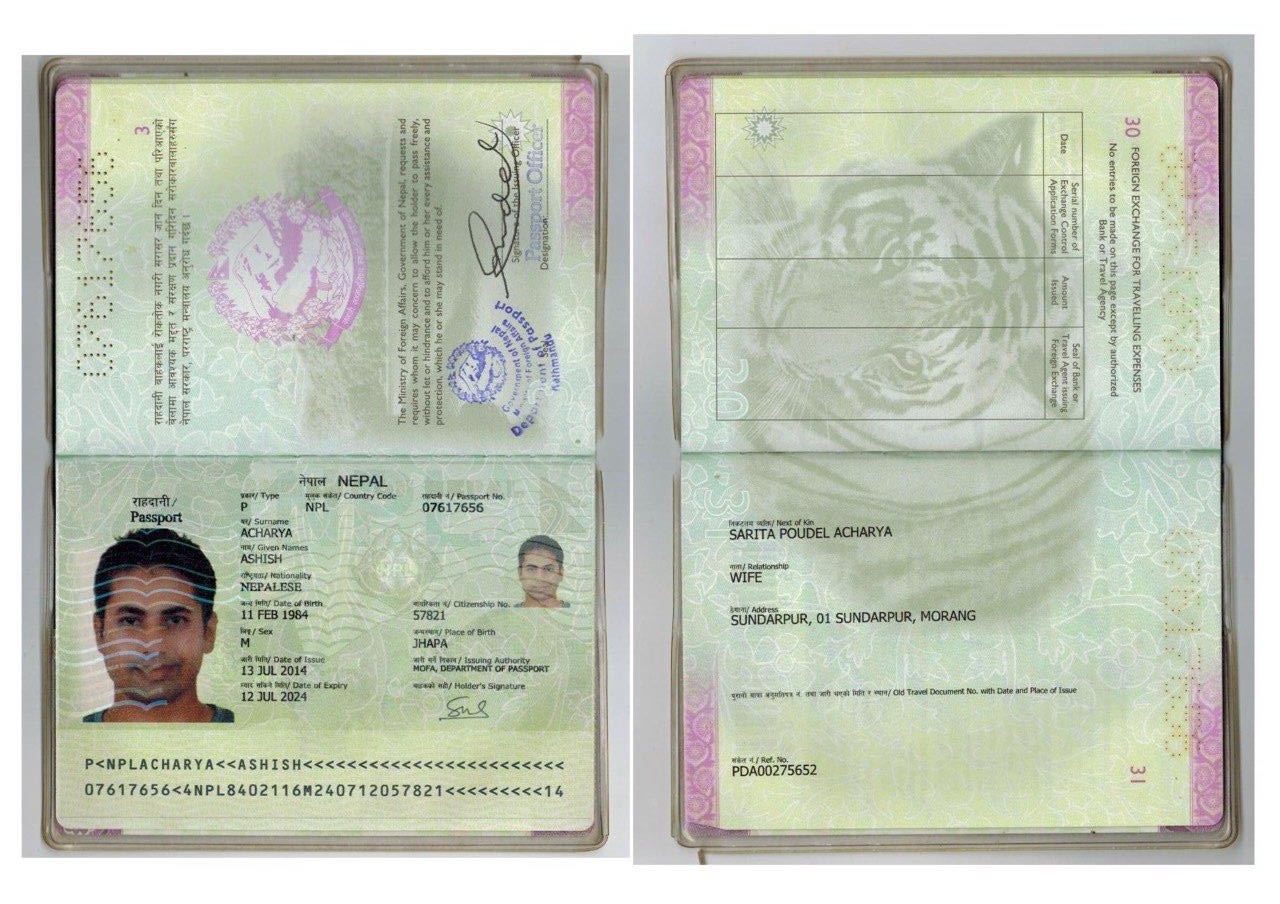 07617656
3
राहदानी बाहकलाई रोकतोक नगरी सरासर जान दिन तथा परिआएको
बेलामा आवश्यक मद्दत र संरक्षण प्रदान गर्नुहुन सरोकारवालाहरूसँग
नेपाल सरकार, परराष्ट्र मन्त्रालय अनुरोध गर्दछ ।
The Ministry of Foreign Affairs, Government of Nepal, requests and
requires whom it may concern to allow the holder to pass freely,
without let or hindrance and to afford him or her every assistance and
protection, which he or she may stand in need of.
Signature of the Issuing Officer
Passport Officer
Designation
Government of Nepal
Ministry of Foreign Affairs
Department of Passport
Kathmandu
नेपाल NEPAL
राहदानी/
Passport
प्रकार/ Type
P
मुलुक संकेत/ Country Code
NPL
राहदानी नं/ Passport No.
07617656
थर/ Surname
ACHARYA
नाम/ Given Names
ASHISH
राष्ट्रियता/ Nationality
NEPALESE
जन्म मिति/ Date of Birth
11 FEB 1984
नागरिकता नं/ Citizenship No.
57821
लिङ्ग/ Sex
M
जन्मस्थान/ Place of Birth
JHAPA
जारी मिति/ Date of Issue
13 JUL 2014
जारी गर्ने निकाय/ Issuing Authority
MOFA, DEPARTMENT OF PASSPORT
म्याद सकिने मिति/ Date of Expiry
12 JUL 2024
वाहकको सही/ Holder's Signature
P<NPLACHARYA<<ASHISH<<<<<<<<<<<<<<<<<<<<<<<<
07617656<4NPL8402116M240712057821<<<<<<<<<14
30 FOREIGN EXCHANGE FOR TRAVELLING EXPENSES
No entries to be made on this page except by authorized
Bank or Travel Agency
Date
Serial number of
Exchange Control
Application Forms
Amount
Issued
Seal of Bank or
Travel Agent issuing
Foreign Exchange
निकटतम व्यक्ति/ Next of Kin
SARITA POUDEL ACHARYA
नाता/ Relationship
WIFE
ठेगाना/ Address
SUNDARPUR, 01 SUNDARPUR, MORANG
पुरानो यात्रा अनुमतिपत्र नं. तथा जारी भएको मिति र स्थान/ Old Travel Document No. with Date and Place of Issue
संकेत नं./ Ref. No.
PDA00275652
31